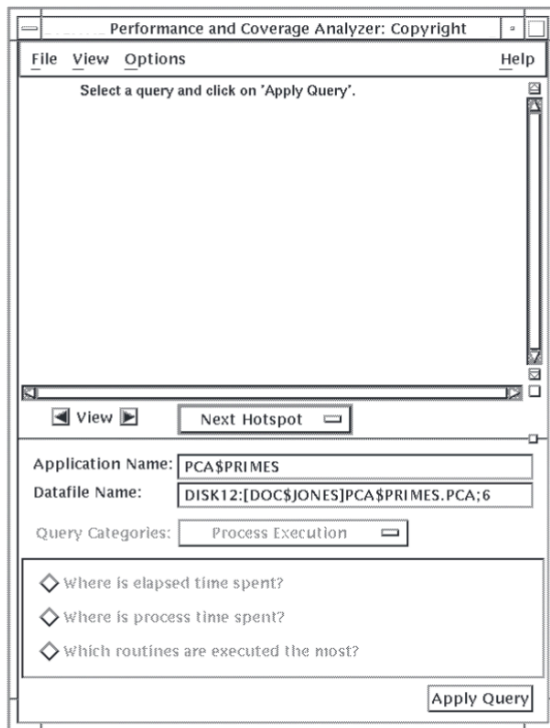 Performance and Coverage Analyzer: Copyright
File View Options Help
Select a query and click on 'Apply Query'.
View Next Hotspot
Application Name: PCA$PRIMES
Datafile Name: DISK12:[DOC$JONES]PCA$PRIMES.PCA;6
Query Categories: Process Execution
Where is elapsed time spent?
Where is process time spent?
Which routines are executed the most?
Apply Query